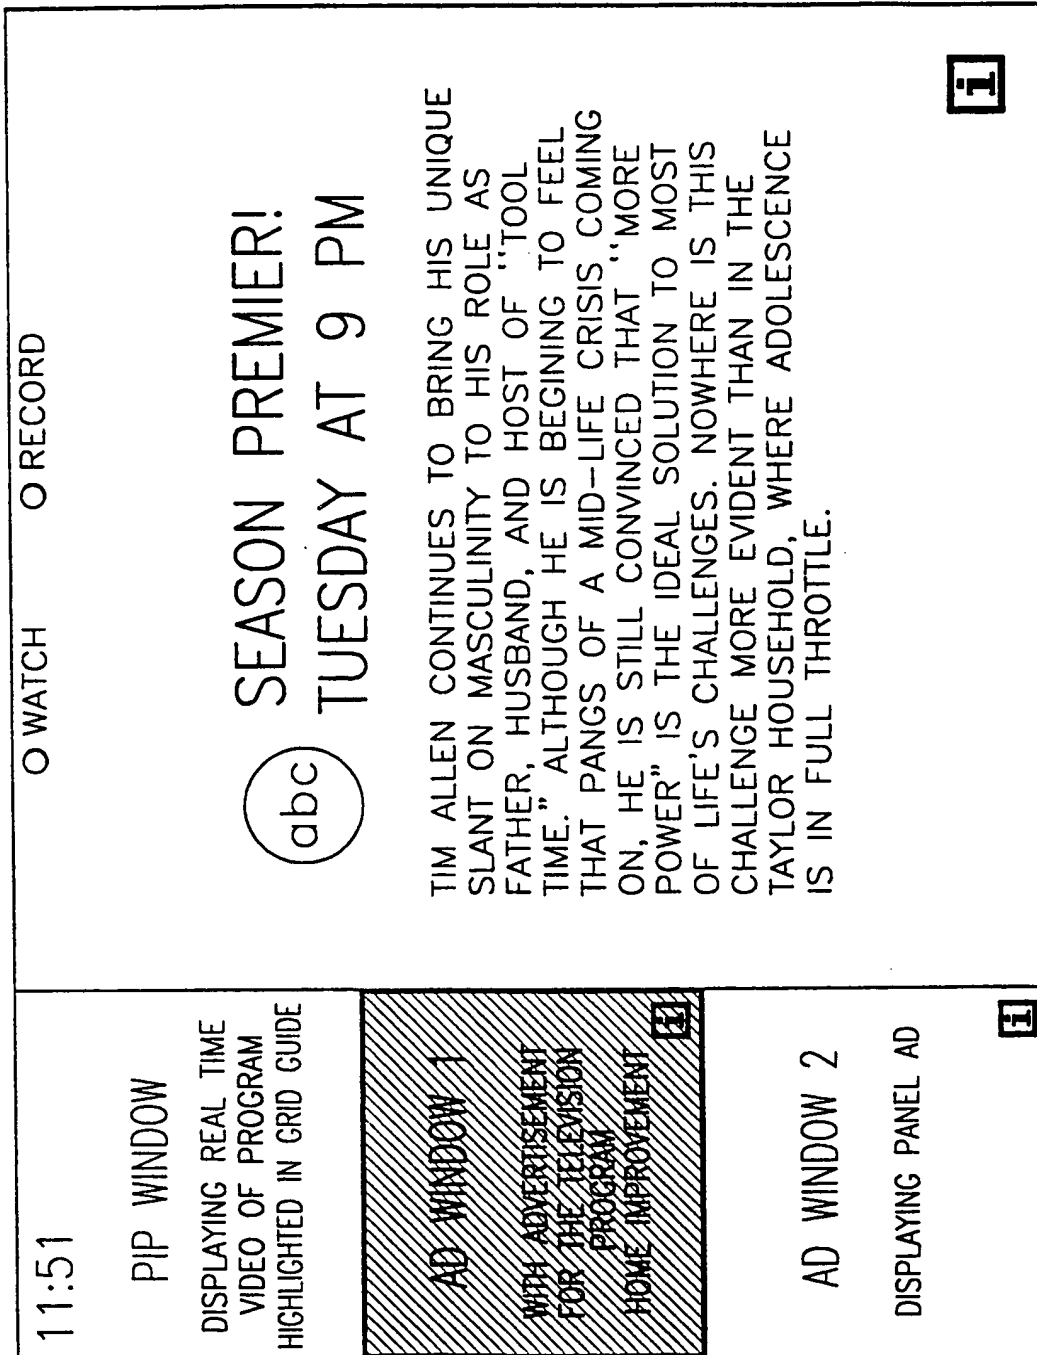 11:51
PIP WINDOW
DISPLAYING REAL TIME
VIDEO OF PROGRAM
HIGHLIGHTED IN GRID GUIDE
AD WINDOW 1
WITH ADVERTISEMENT
FOR THE TELEVISION
PROGRAM
HOME IMPROVEMENT
i
AD WINDOW 2
DISPLAYING PANEL AD
i
O WATCH O RECORD
abc
SEASON PREMIER!
TUESDAY AT 9 PM
TIM ALLEN CONTINUES TO BRING HIS UNIQUE
SLANT ON MASCULINITY TO HIS ROLE AS
FATHER, HUSBAND, AND HOST OF "TOOL
TIME." ALTHOUGH HE IS BEGINING TO FEEL
THAT PANGS OF A MID-LIFE CRISIS COMING
ON, HE IS STILL CONVINCED THAT "MORE
POWER" IS THE IDEAL SOLUTION TO MOST
OF LIFE'S CHALLENGES. NOWHERE IS THIS
CHALLENGE MORE EVIDENT THAN IN THE
TAYLOR HOUSEHOLD, WHERE ADOLESCENCE
IS IN FULL THROTTLE.
i